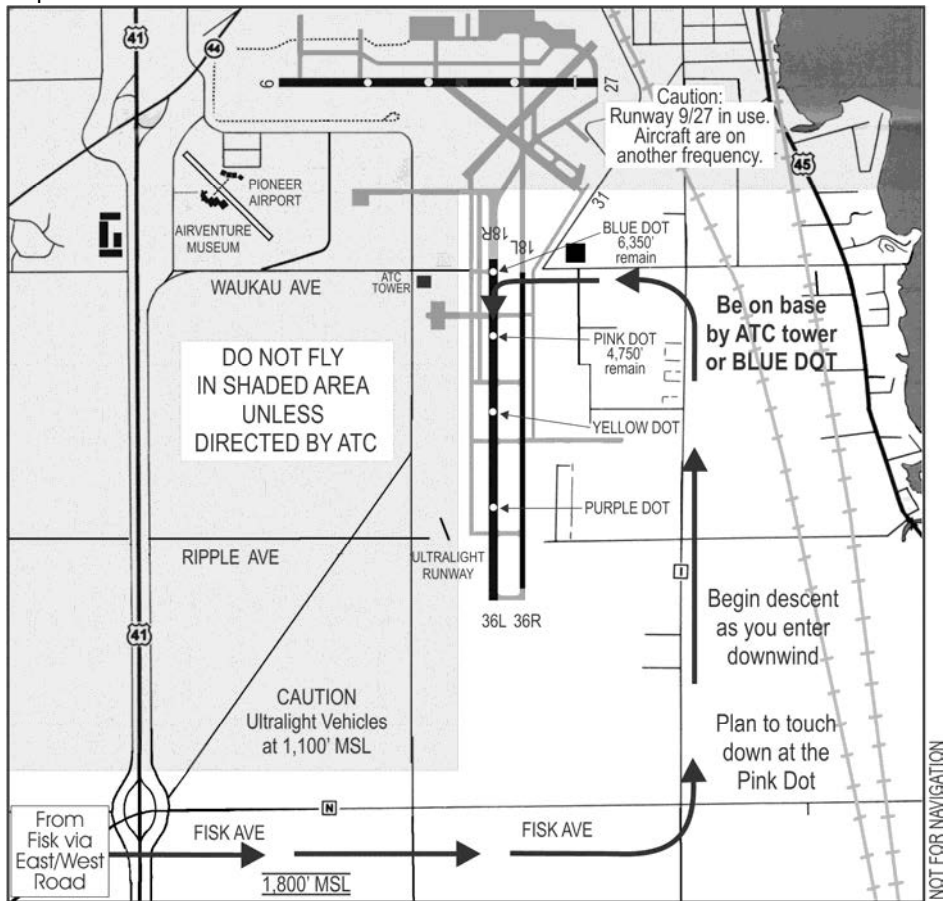 41
44
9
27
Caution:
Runway 9/27 in use.
Aircraft are on
another frequency.
45
PIONEER
AIRPORT
AIRVENTURE
MUSEUM
31
18R
18L
BLUE DOT
6,350'
remain
ATC
TOWER
WAUKAU AVE
Be on base
by ATC tower
or BLUE DOT
PINK DOT
4,750'
remain
DO NOT FLY
IN SHADED AREA
UNLESS
DIRECTED BY ATC
YELLOW DOT
PURPLE DOT
RIPPLE AVE
ULTRALIGHT
RUNWAY
I
36L 36R
Begin descent
as you enter
downwind
41
CAUTION
Ultralight Vehicles
at 1,100' MSL
Plan to touch
down at the
Pink Dot
N
From
Fisk via
East/West
Road
FISK AVE
FISK AVE
1,800' MSL
NOT FOR NAVIGATION